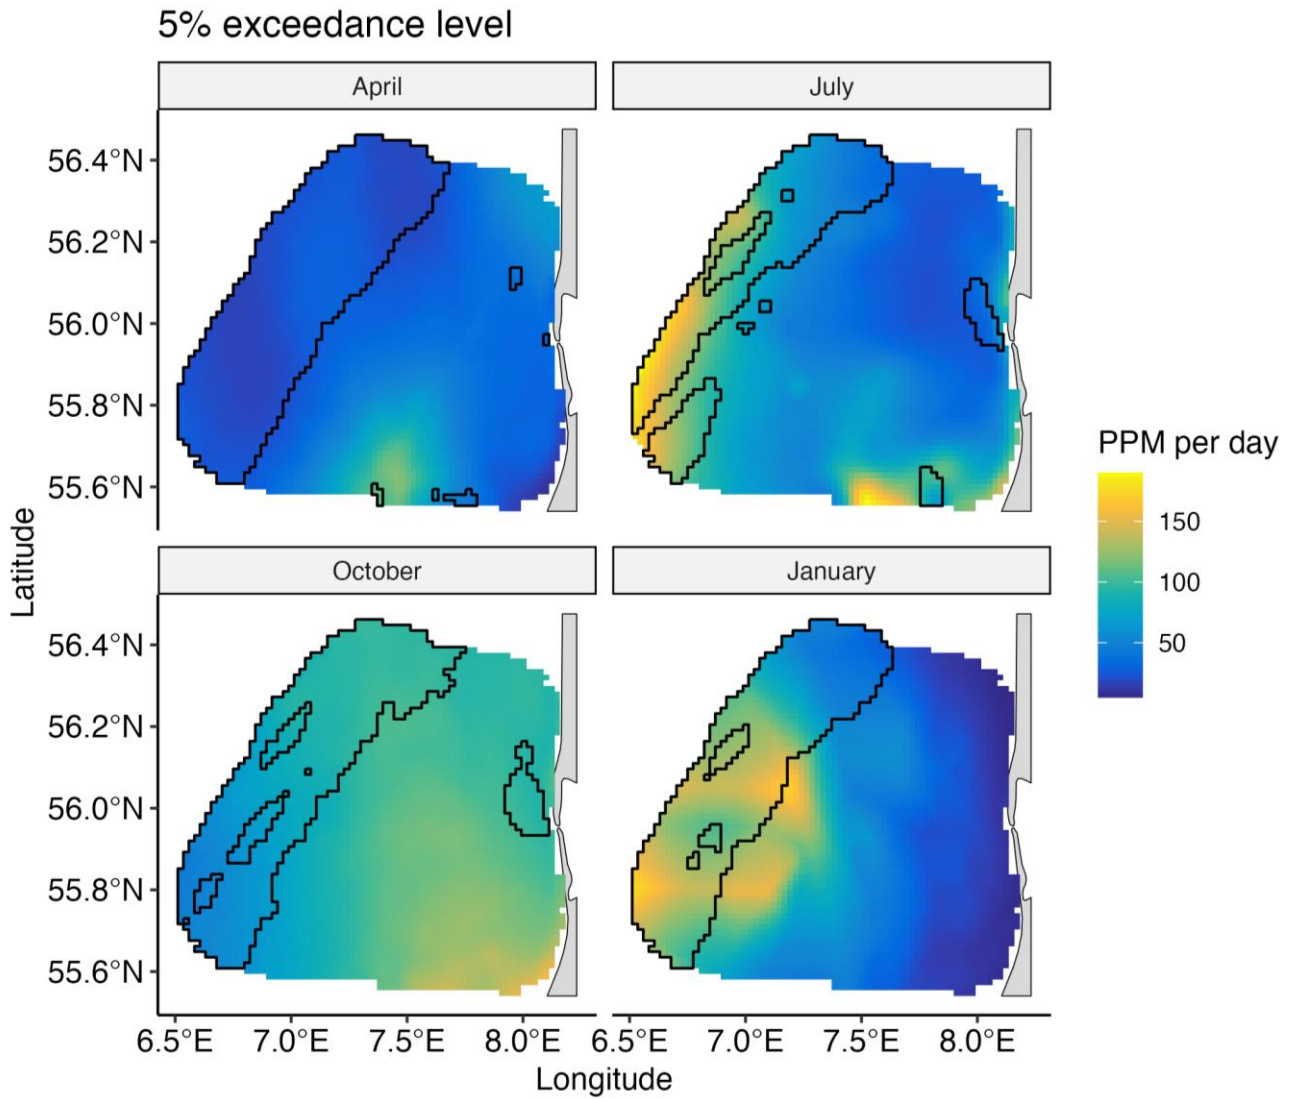 5% exceedance level
April
July
56.4°N
56.2°N
56.0°N
55.8°N
55.6°N
October
January
56.4°N
56.2°N
56.0°N
55.8°N
55.6°N
6.5°E 7.0°E 7.5°E 8.0°E 6.5°E 7.0°E 7.5°E 8.0°E
Longitude
Latitude
PPM per day
150
100
50